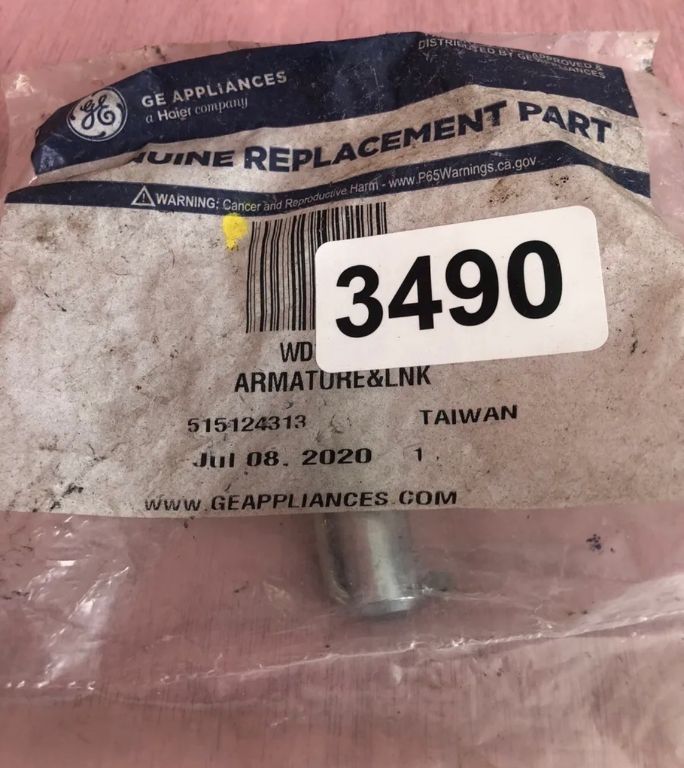 DISTRIBUTED BY GE APPLIANCES
GE APPLIANCES
a Haier company
UINE REPLACEMENT PART
WARNING: Cancer and Reproductive Harm - www.P65Warnings.ca.gov
3490
WD
ARMATURE&LNK
515124313 TAIWAN
Jul 08, 2020 1
www.GEAPPLIANCES.COM